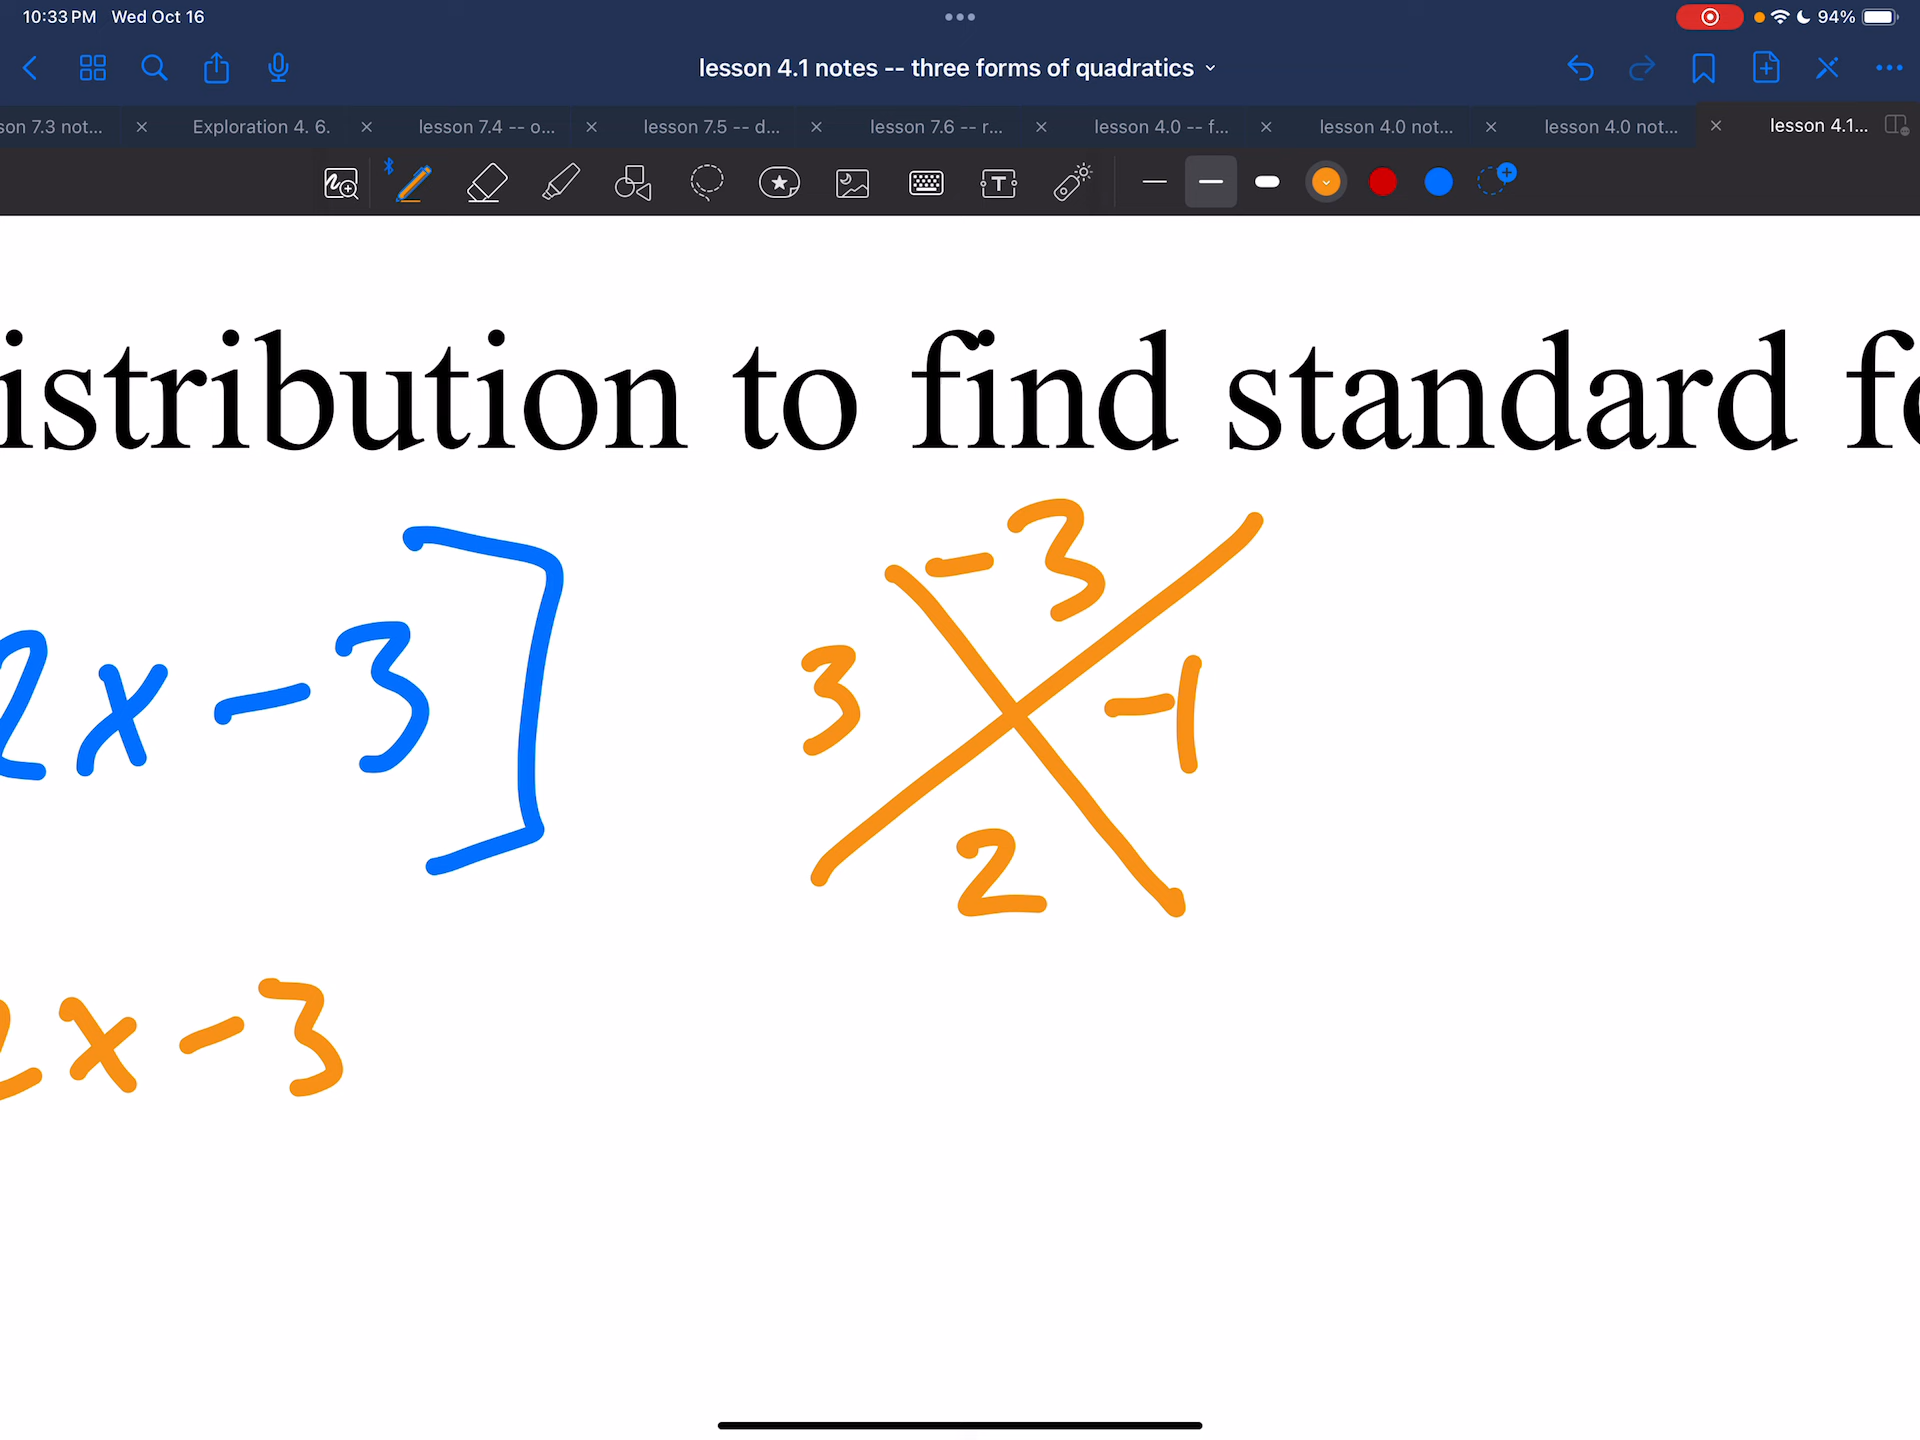 10:33 PM Wed Oct 16 94%
lesson 4.1 notes -- three forms of quadratics
son 7.3 not... Exploration 4. 6. lesson 7.4 -- o... lesson 7.5 -- d... lesson 7.6 -- r... lesson 4.0 -- f... lesson 4.0 not... lesson 4.0 not... lesson 4.1...
istribution to find standard fo
-3
2x-3]
3 -1
2
2x-3